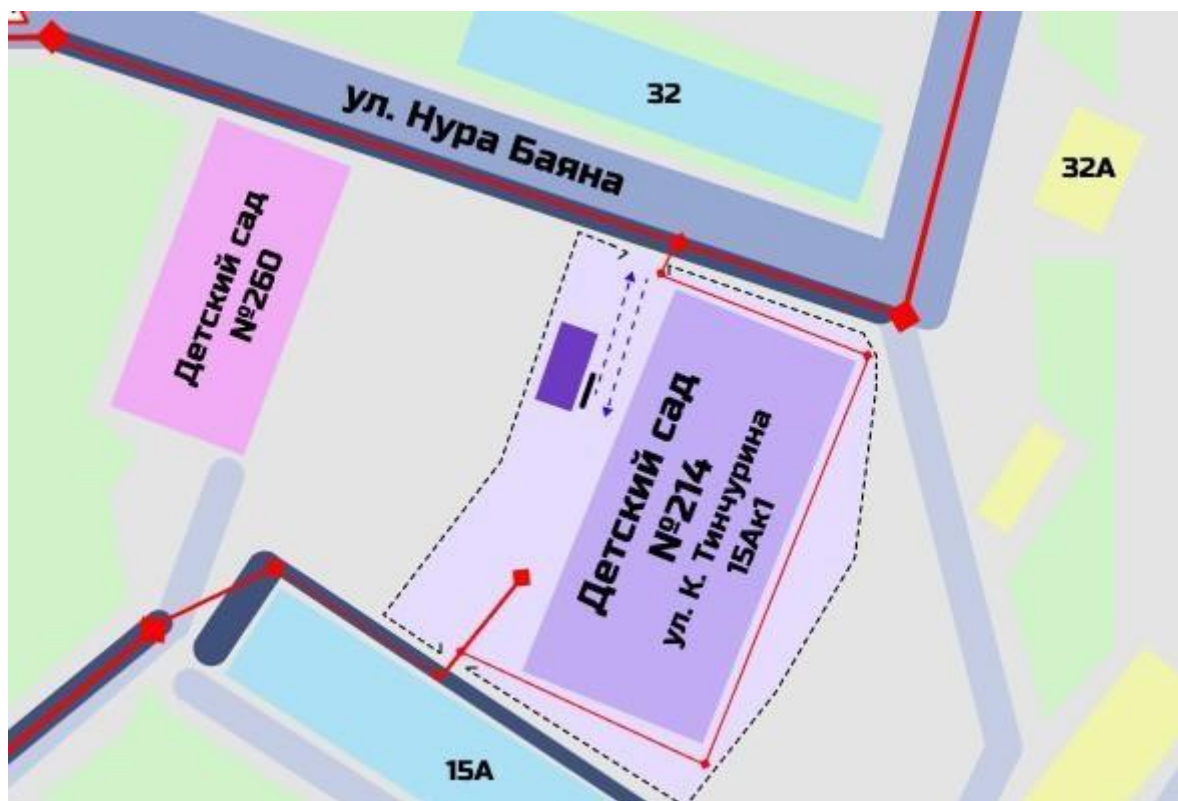 32
ул. Нура Баяна
32А
Детский сад
№260
Детский сад
№214
ул. К. Тинчурина
15Ак1
15А